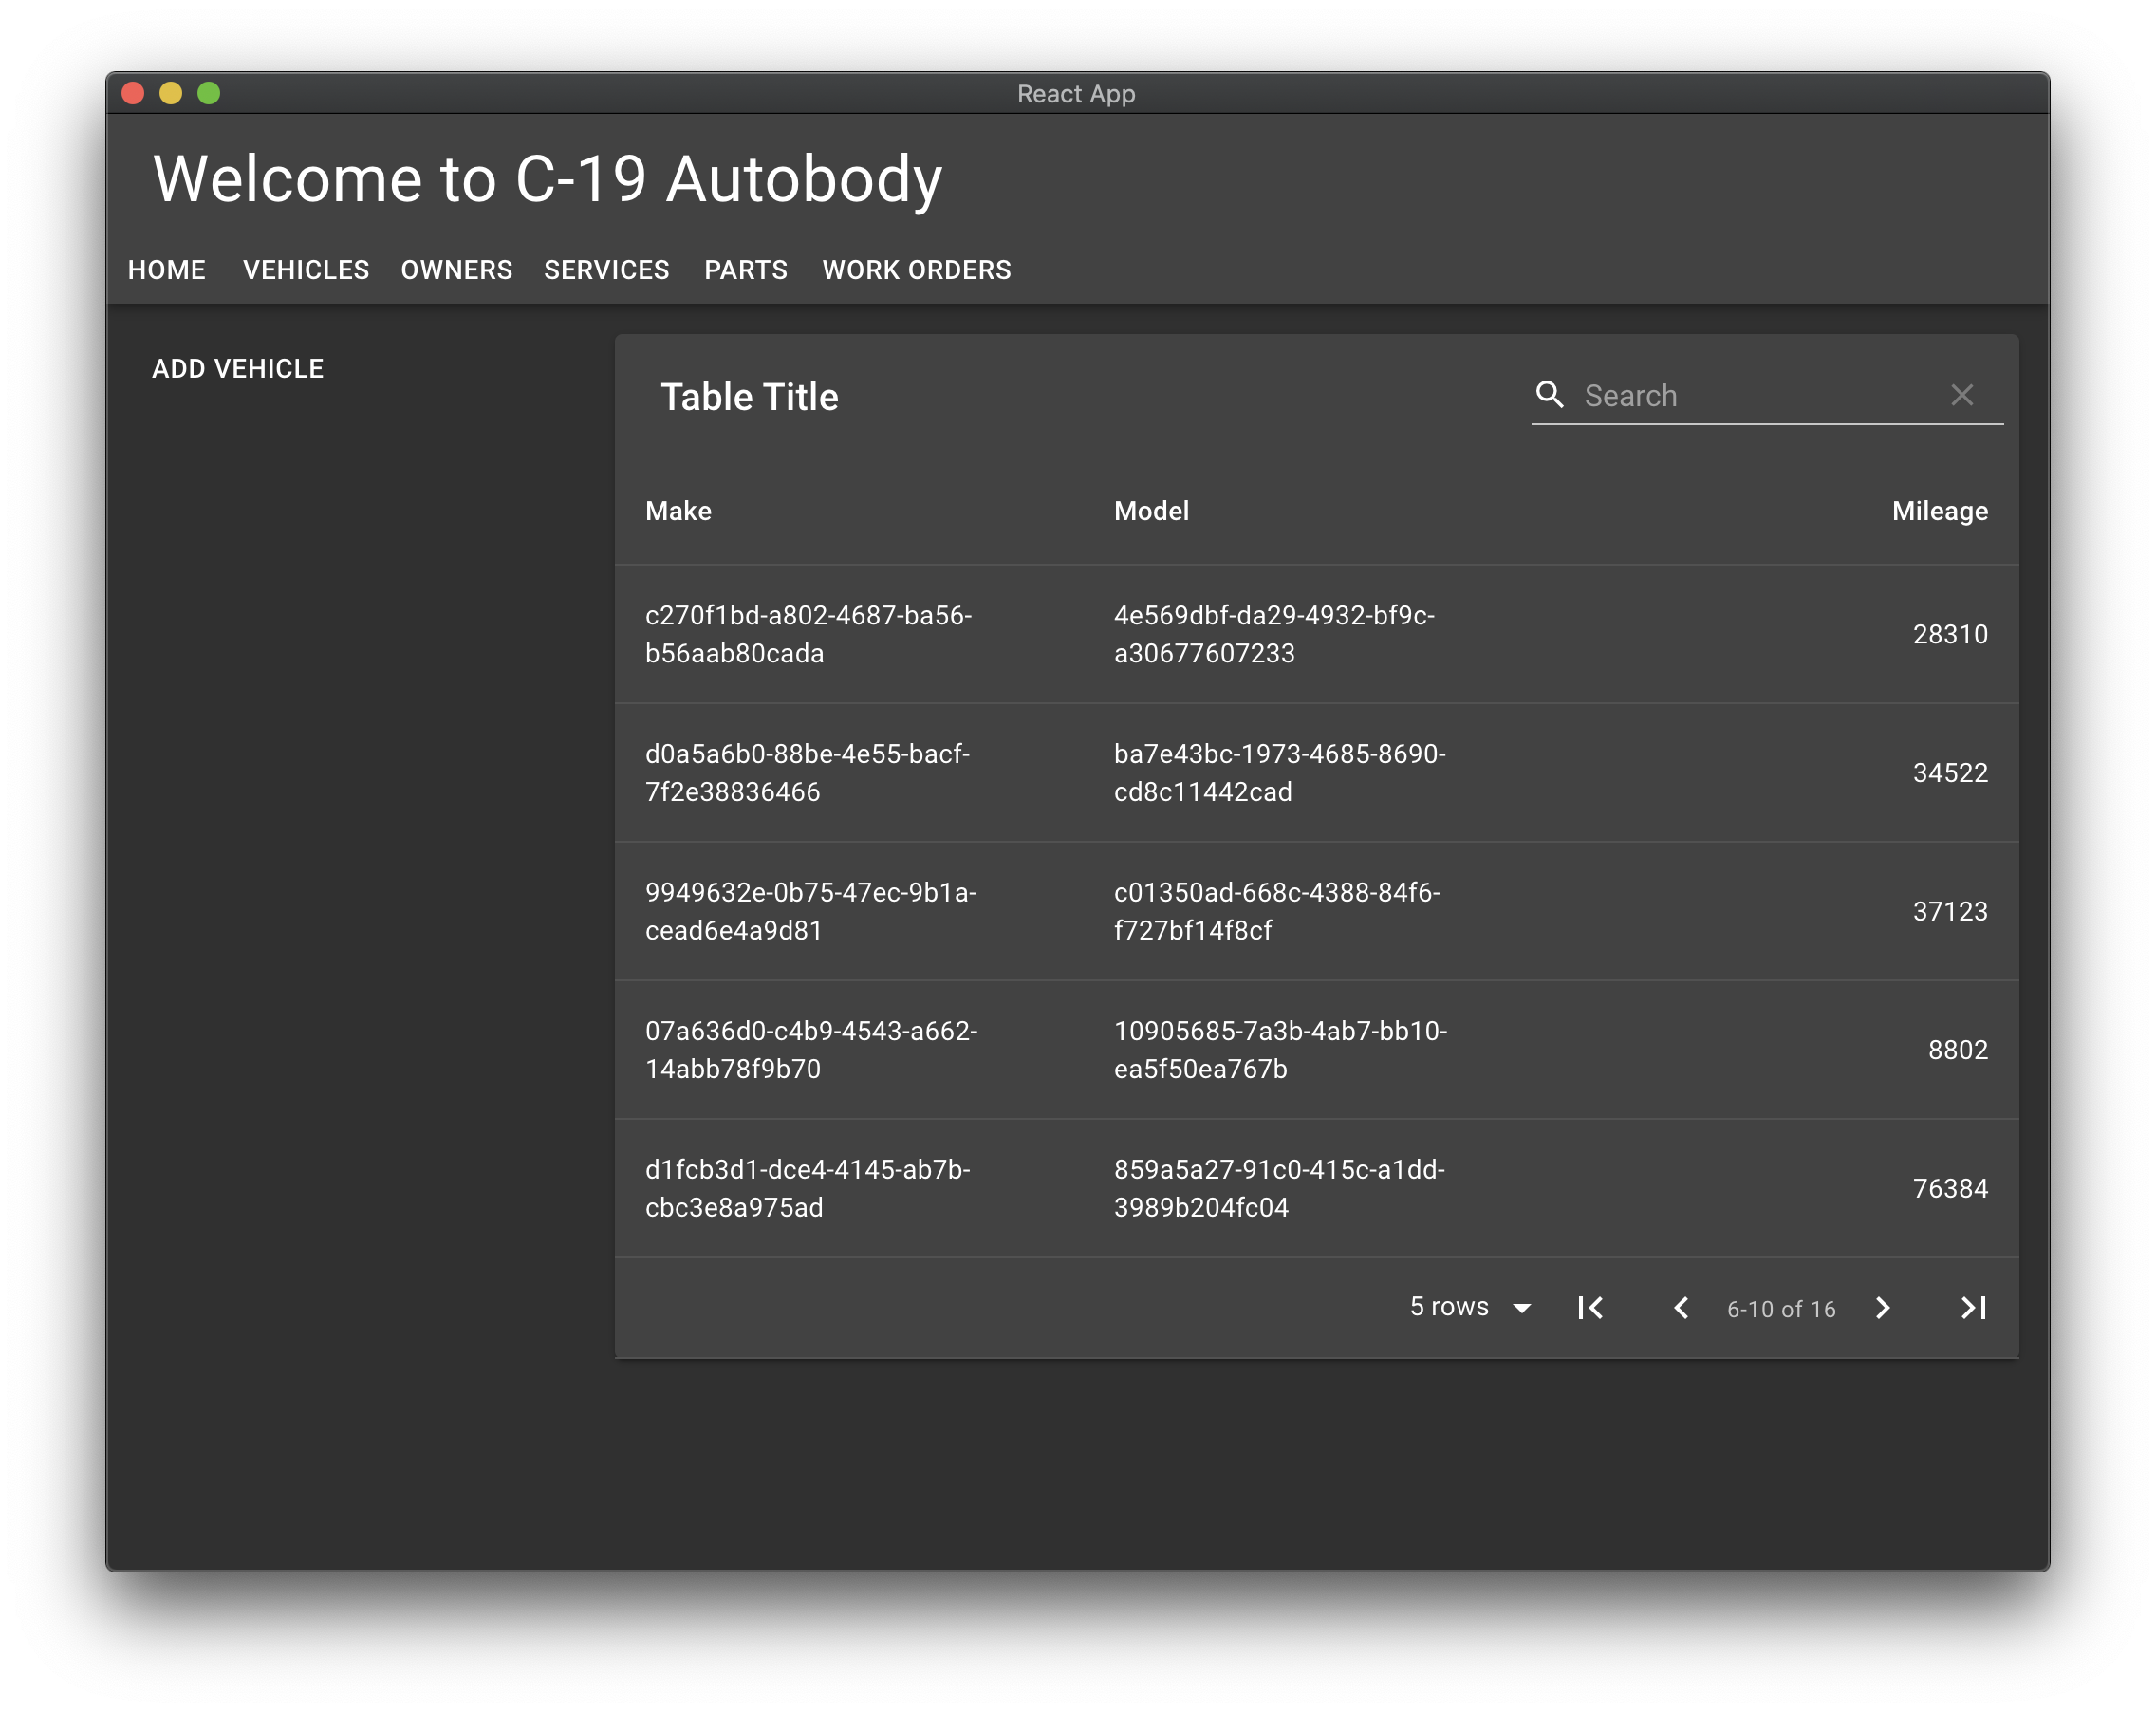 React App
Welcome to C-19 Autobody
HOME VEHICLES OWNERS SERVICES PARTS WORK ORDERS
ADD VEHICLE
Table Title
Search
Make Model Mileage
c270f1bd-a802-4687-ba56- 4e569dbf-da29-4932-bf9c-
b56aab80cada a30677607233
28310
d0a5a6b0-88be-4e55-bacf- ba7e43bc-1973-4685-8690-
7f2e38836466 cd8c11442cad
34522
9949632e-0b75-47ec-9b1a- c01350ad-668c-4388-84f6-
cead6e4a9d81 f727bf14f8cf
37123
07a636d0-c4b9-4543-a662- 10905685-7a3b-4ab7-bb10-
14abb78f9b70 ea5f50ea767b
8802
d1fcb3d1-dce4-4145-ab7b- 859a5a27-91c0-415c-a1dd-
cbc3e8a975ad 3989b204fc04
76384
5 rows 6-10 of 16